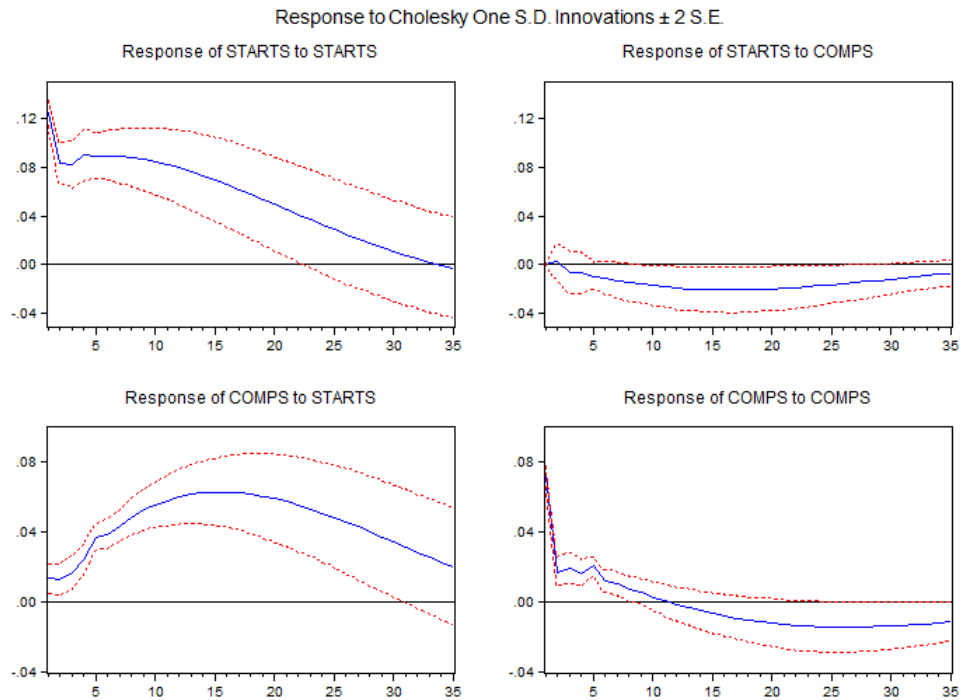 Response to Cholesky One S.D. Innovations ± 2 S.E.
Response of STARTS to STARTS
.12
.08
.04
.00
-.04
5 10 15 20 25 30 35
Response of STARTS to COMPS
.12
.08
.04
.00
-.04
5 10 15 20 25 30 35
Response of COMPS to STARTS
.08
.04
.00
-.04
5 10 15 20 25 30 35
Response of COMPS to COMPS
.08
.04
.00
-.04
5 10 15 20 25 30 35